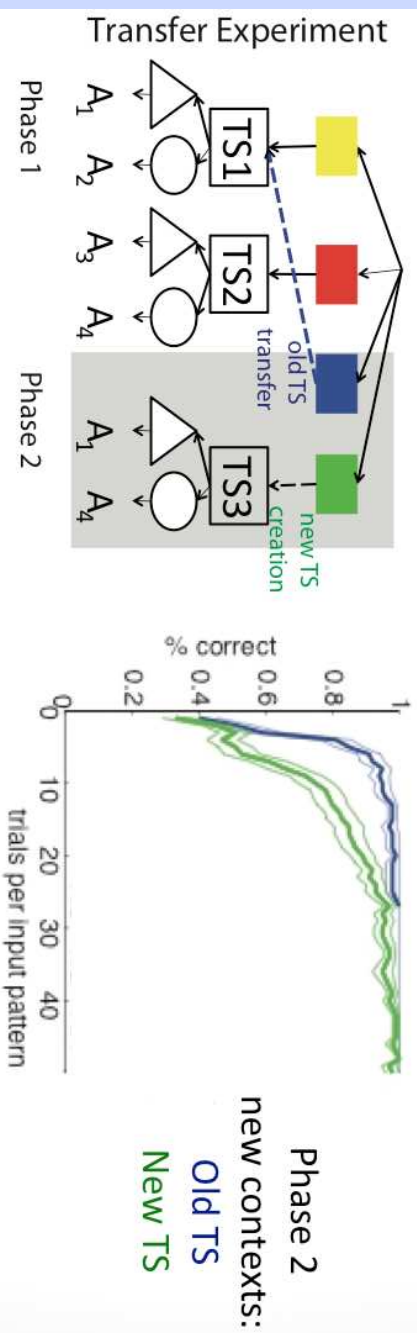 Transfer Experiment
TS1
TS2
TS3
old TS
transfer
new TS
creation
A1 A2 A3 A4 A1 A4
Phase 1
Phase 2
% correct
1
0.8
0.6
0.4
0.2
0
0 10 20 30 40
trials per input pattern
Phase 2
new contexts:
Old TS
New TS